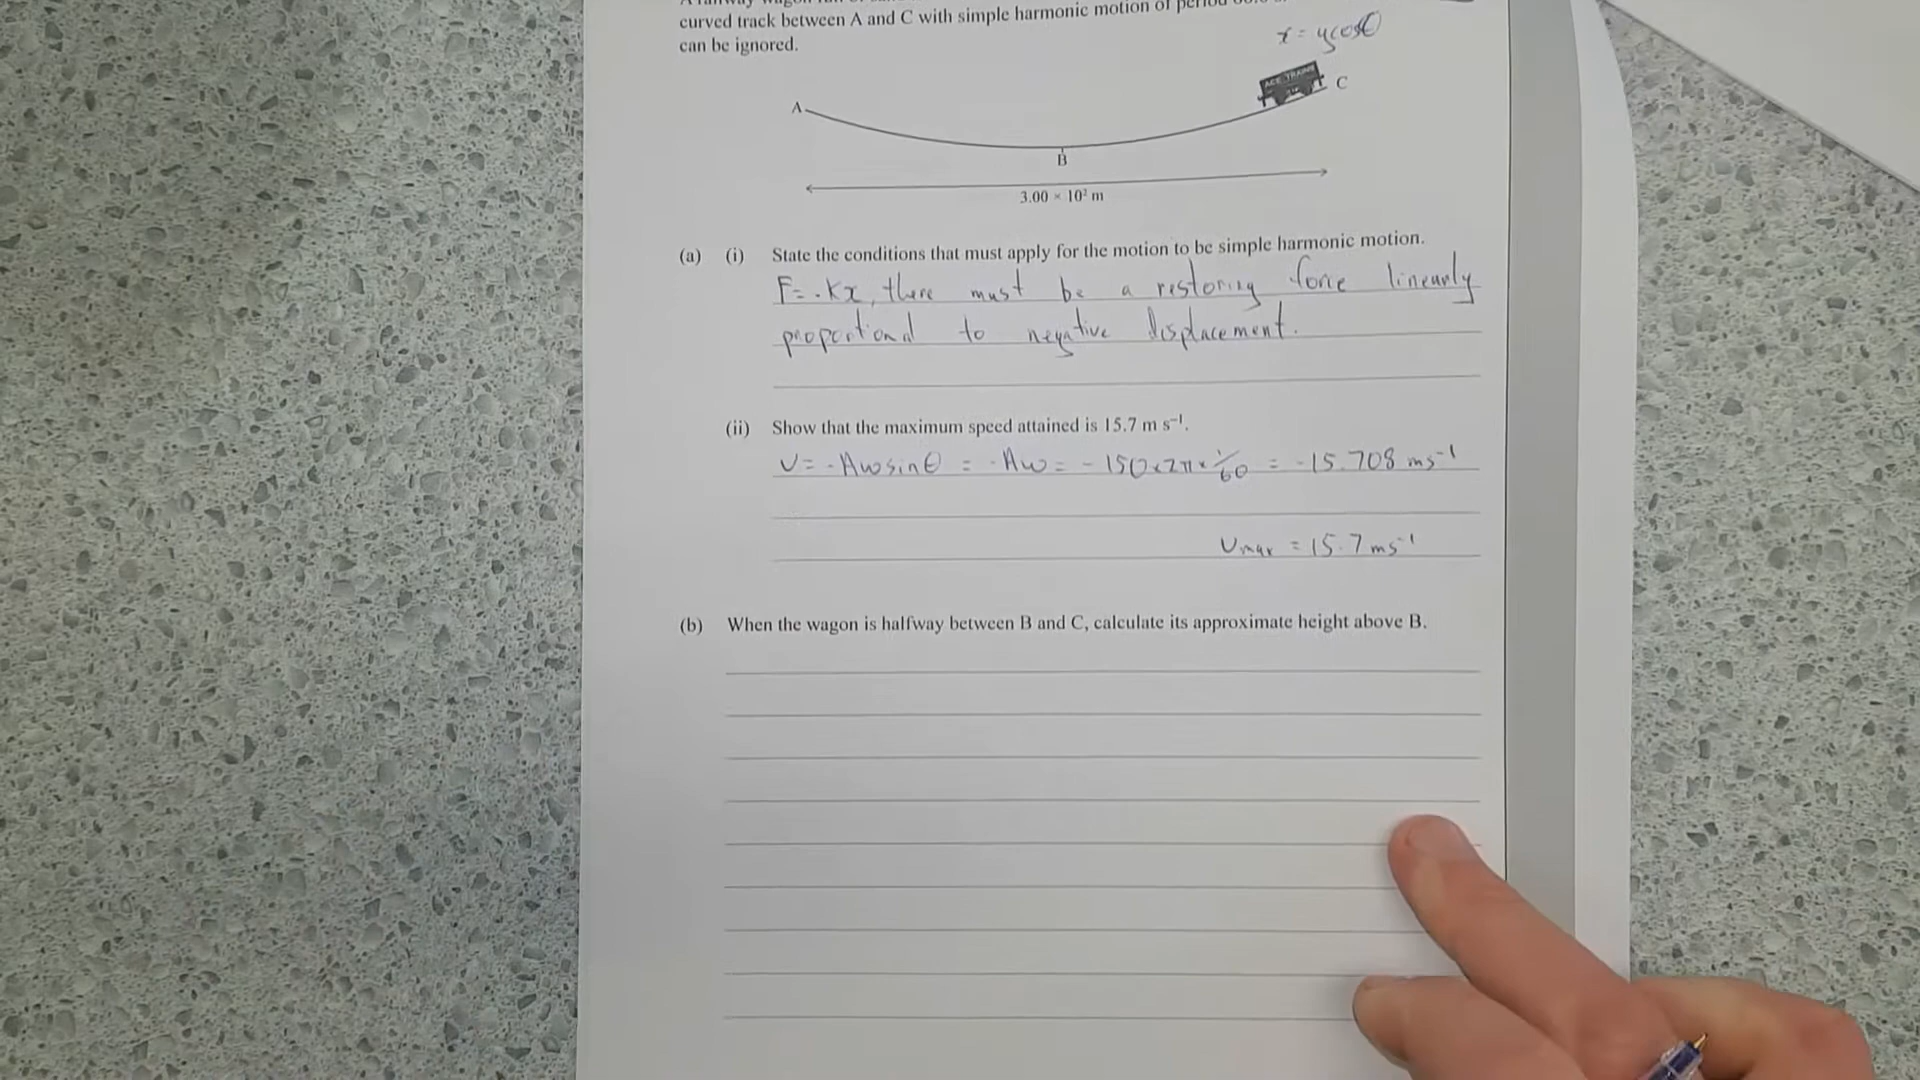 curved track between A and C with simple harmonic motion of period
can be ignored.
x = ycosθ
ACE TRAINS
A
C
B
3.00 × 10² m
(a) (i) State the conditions that must apply for the motion to be simple harmonic motion.
F = -Kx, there must be a restoring force linearly
proportional to negative displacement.
(ii) Show that the maximum speed attained is 15.7 m s⁻¹.
V = -Aωsinθ = -Aω = -150×2π×1/60 = -15.708 ms⁻¹
Vmax = 15.7 ms⁻¹
(b) When the wagon is halfway between B and C, calculate its approximate height above B.